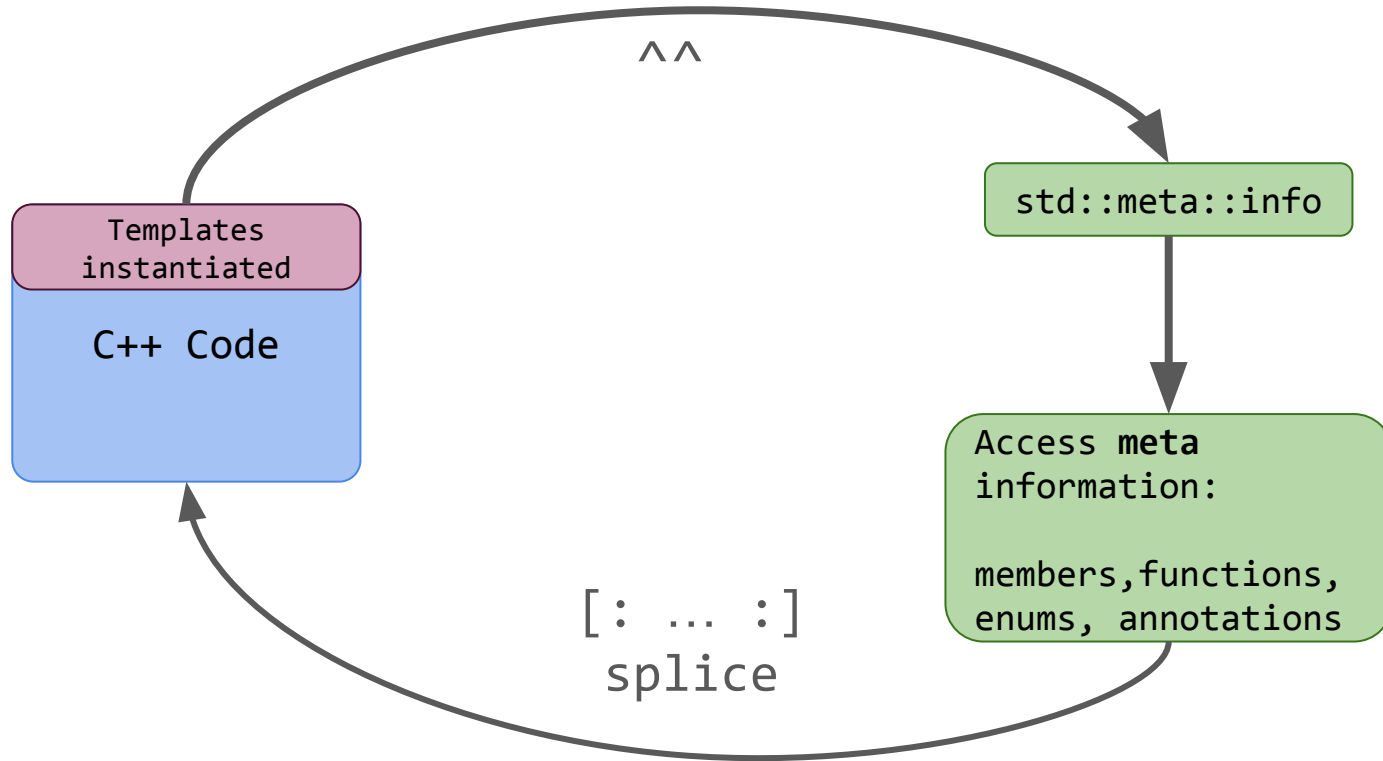 ^^
std::meta::info
Templates
instantiated
C++ Code
Access meta
information:
members,functions,
enums, annotations
[: … :]
splice